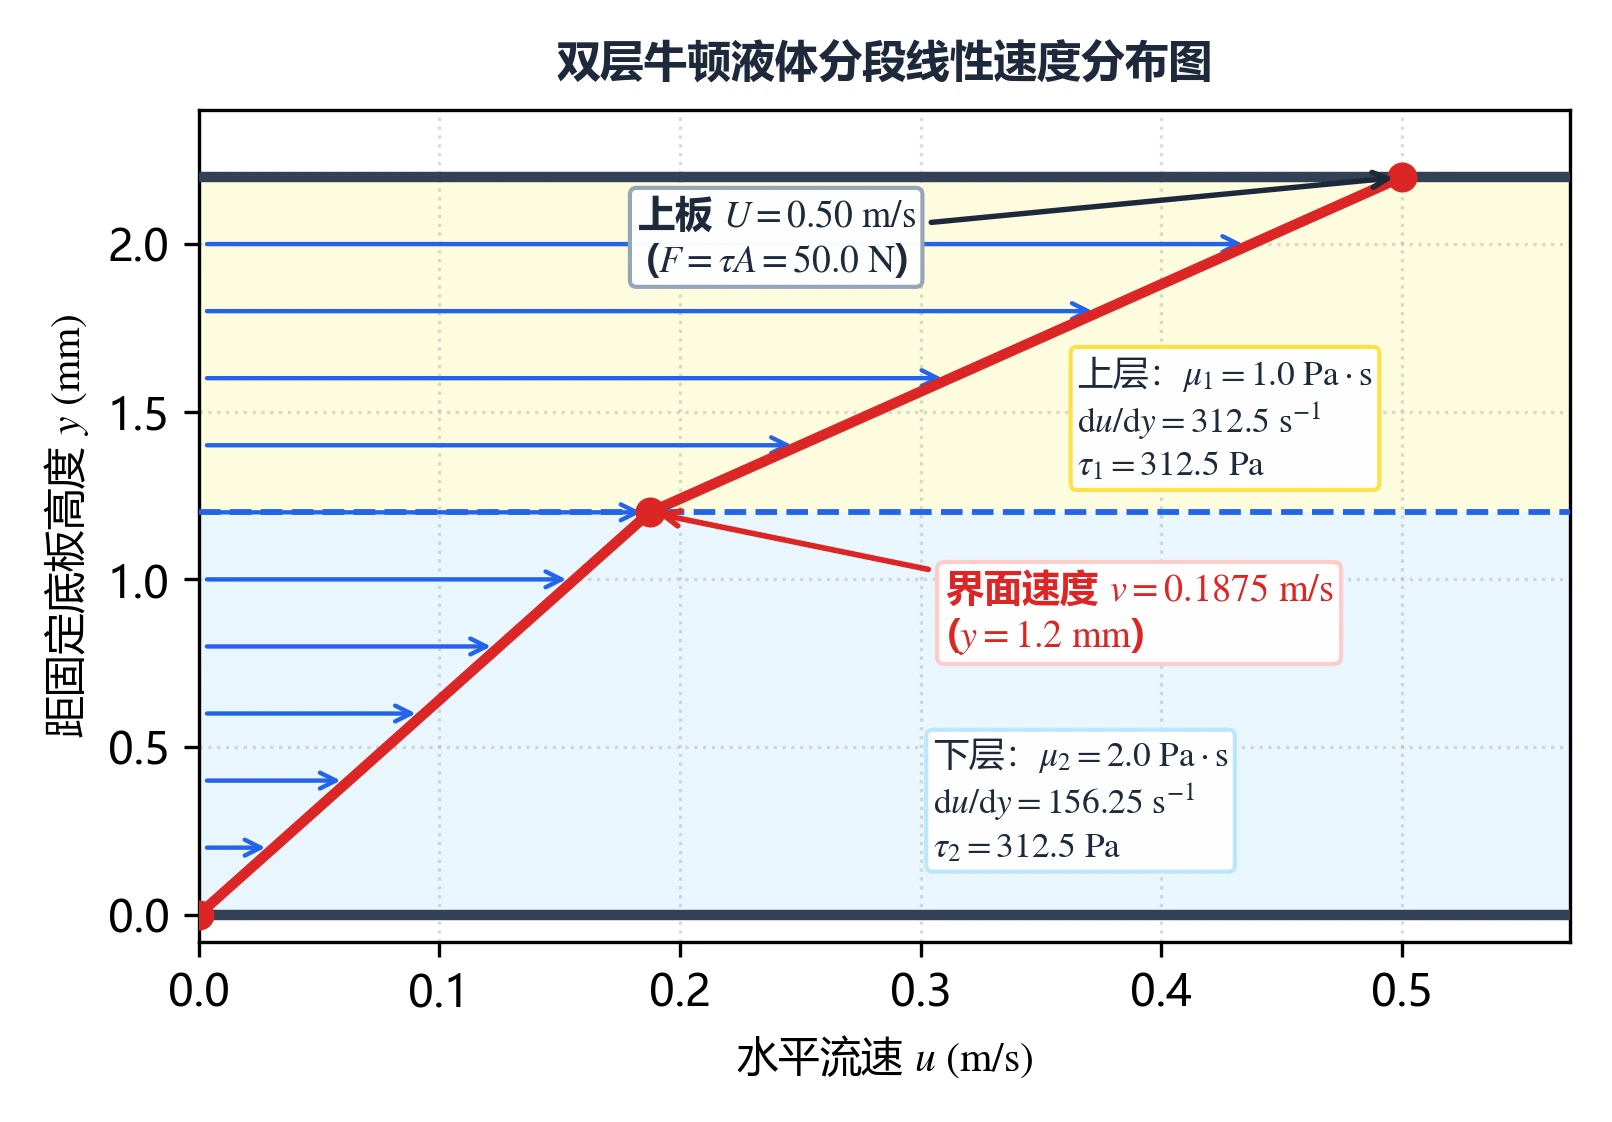 双层牛顿液体分段线性速度分布图
距固定底板高度 y (mm)
2.0
1.5
1.0
0.5
0.0
上板 U = 0.50 m/s
(F = τA = 50.0 N)
上层：μ₁ = 1.0 Pa·s
du/dy = 312.5 s⁻¹
τ₁ = 312.5 Pa
界面速度 v = 0.1875 m/s
(y = 1.2 mm)
下层：μ₂ = 2.0 Pa·s
du/dy = 156.25 s⁻¹
τ₂ = 312.5 Pa
0.0 0.1 0.2 0.3 0.4 0.5
水平流速 u (m/s)